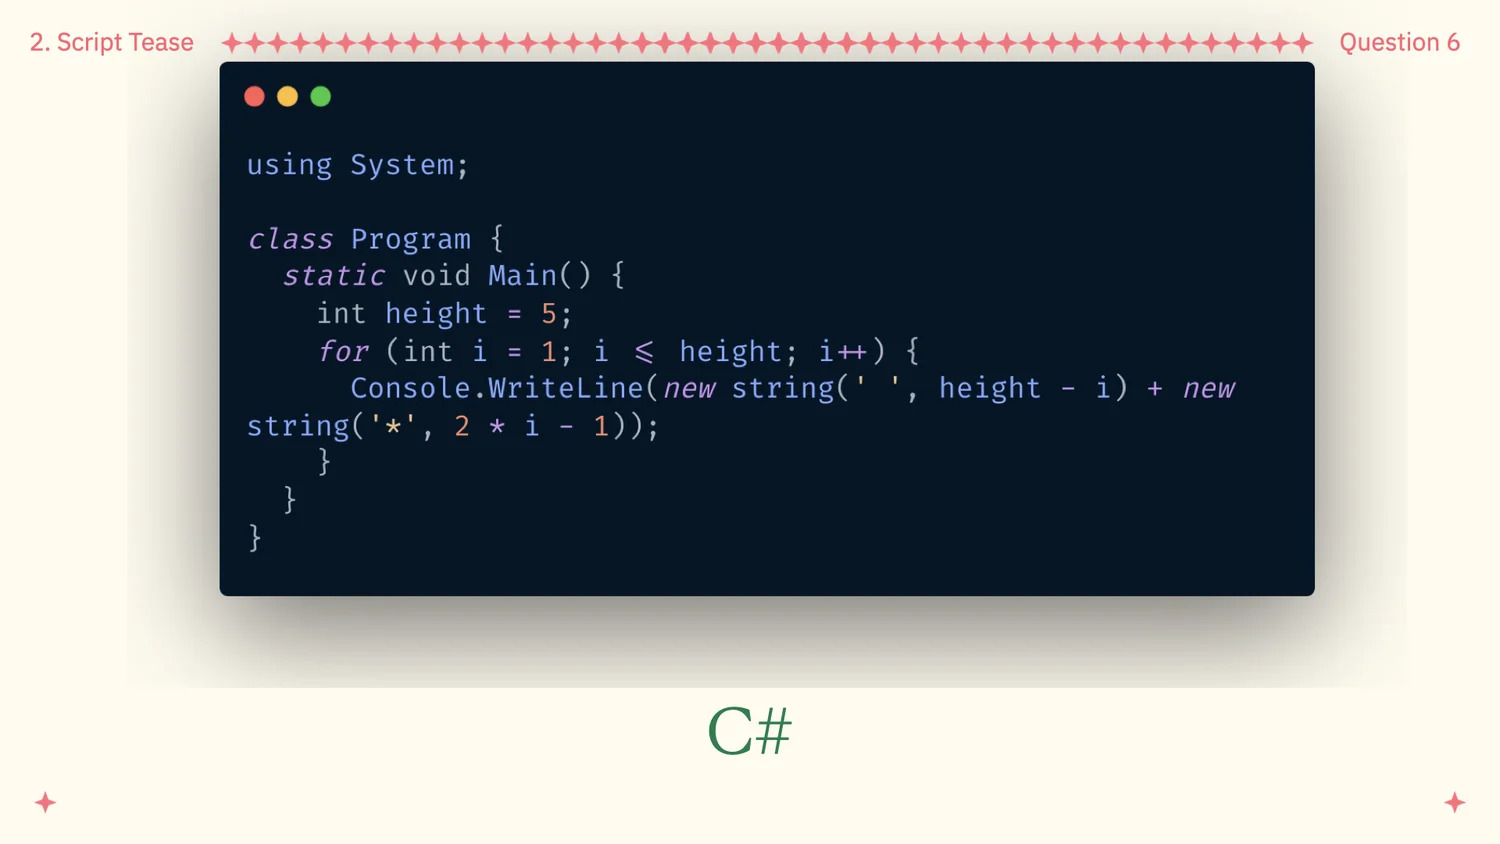 2. Script Tease
Question 6
using System;
class Program {
  static void Main() {
    int height = 5;
    for (int i = 1; i <= height; i++) {
      Console.WriteLine(new string(' ', height - i) + new
string('*', 2 * i - 1));
    }
  }
}
C#